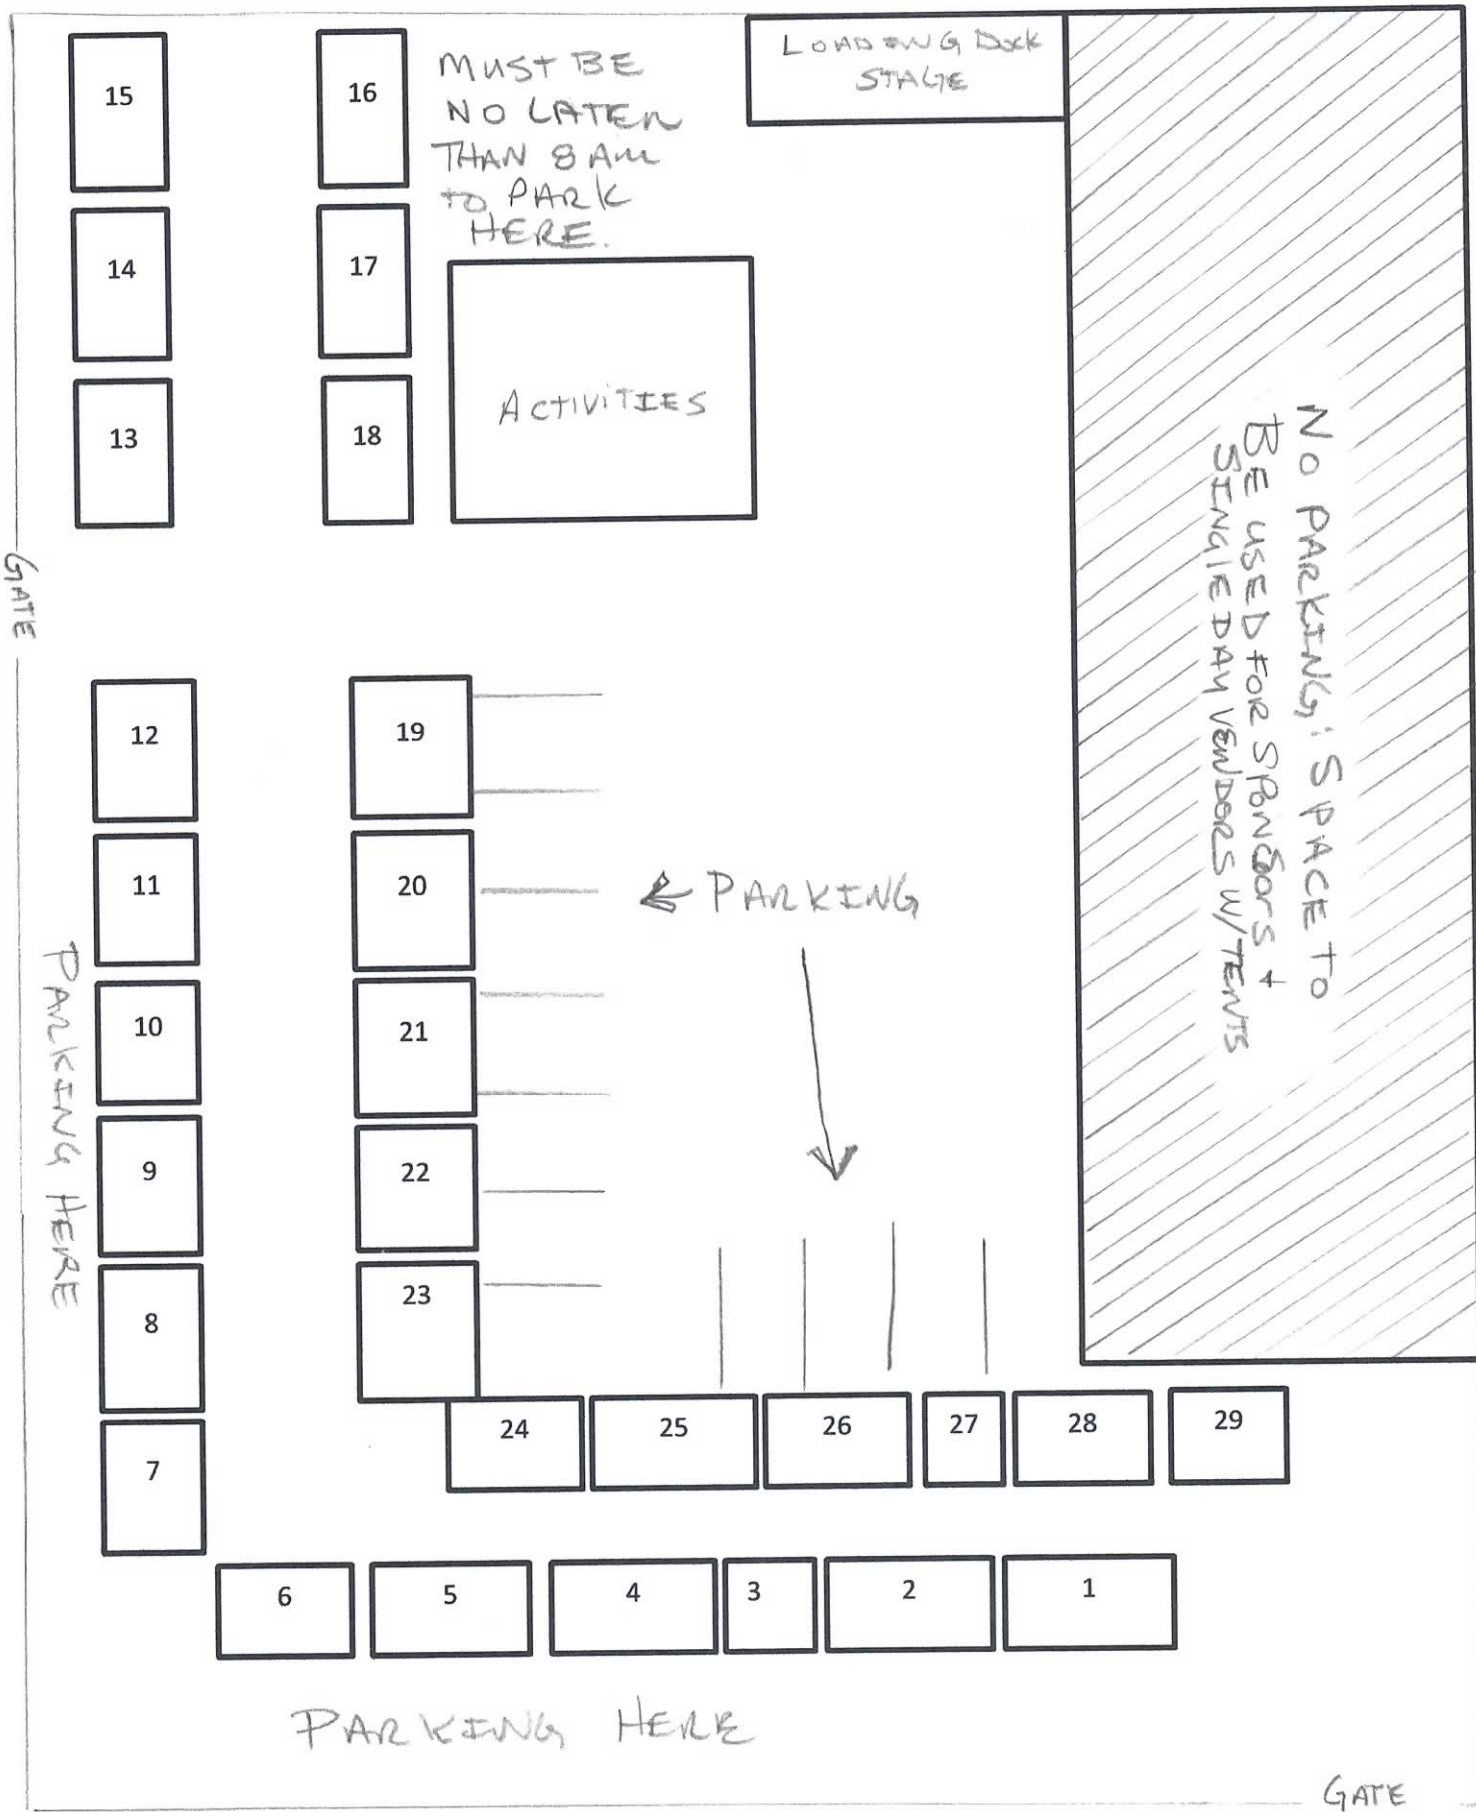 LOADING Dock
STAGE
15
16
MUST BE
NO LATER
THAN 8 AM
TO PARK
HERE.
14
17
13
18
ACTIVITIES
GATE
NO PARKING: SPACE TO
BE USED FOR SPONSORS +
SINGLE DAY VENDORS W/TENTS
12
19
11
20
← PARKING
10
21
PARKING HERE
9
22
8
23
7
24
25
26
27
28
29
6
5
4
3
2
1
PARKING HERE
GATE